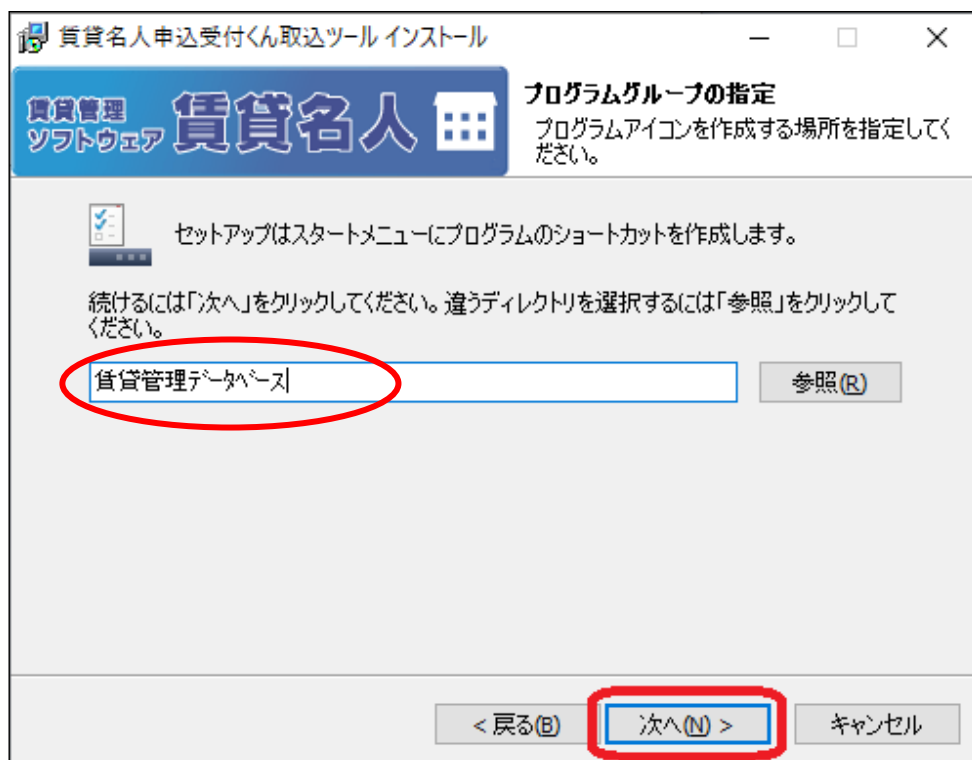 賃貸名人申込受付くん取込ツール インストール
賃貸管理
ソフトウェア
賃貸名人
プログラムグループの指定
プログラムアイコンを作成する場所を指定してく
ださい。
セットアップはスタートメニューにプログラムのショートカットを作成します。
続けるには「次へ」をクリックしてください。違うディレクトリを選択するには「参照」をクリックして
ください。
賃貸管理ﾃﾞｰﾀﾍﾞｰｽ
参照(R)
< 戻る(B)
次へ(N) >
キャンセル